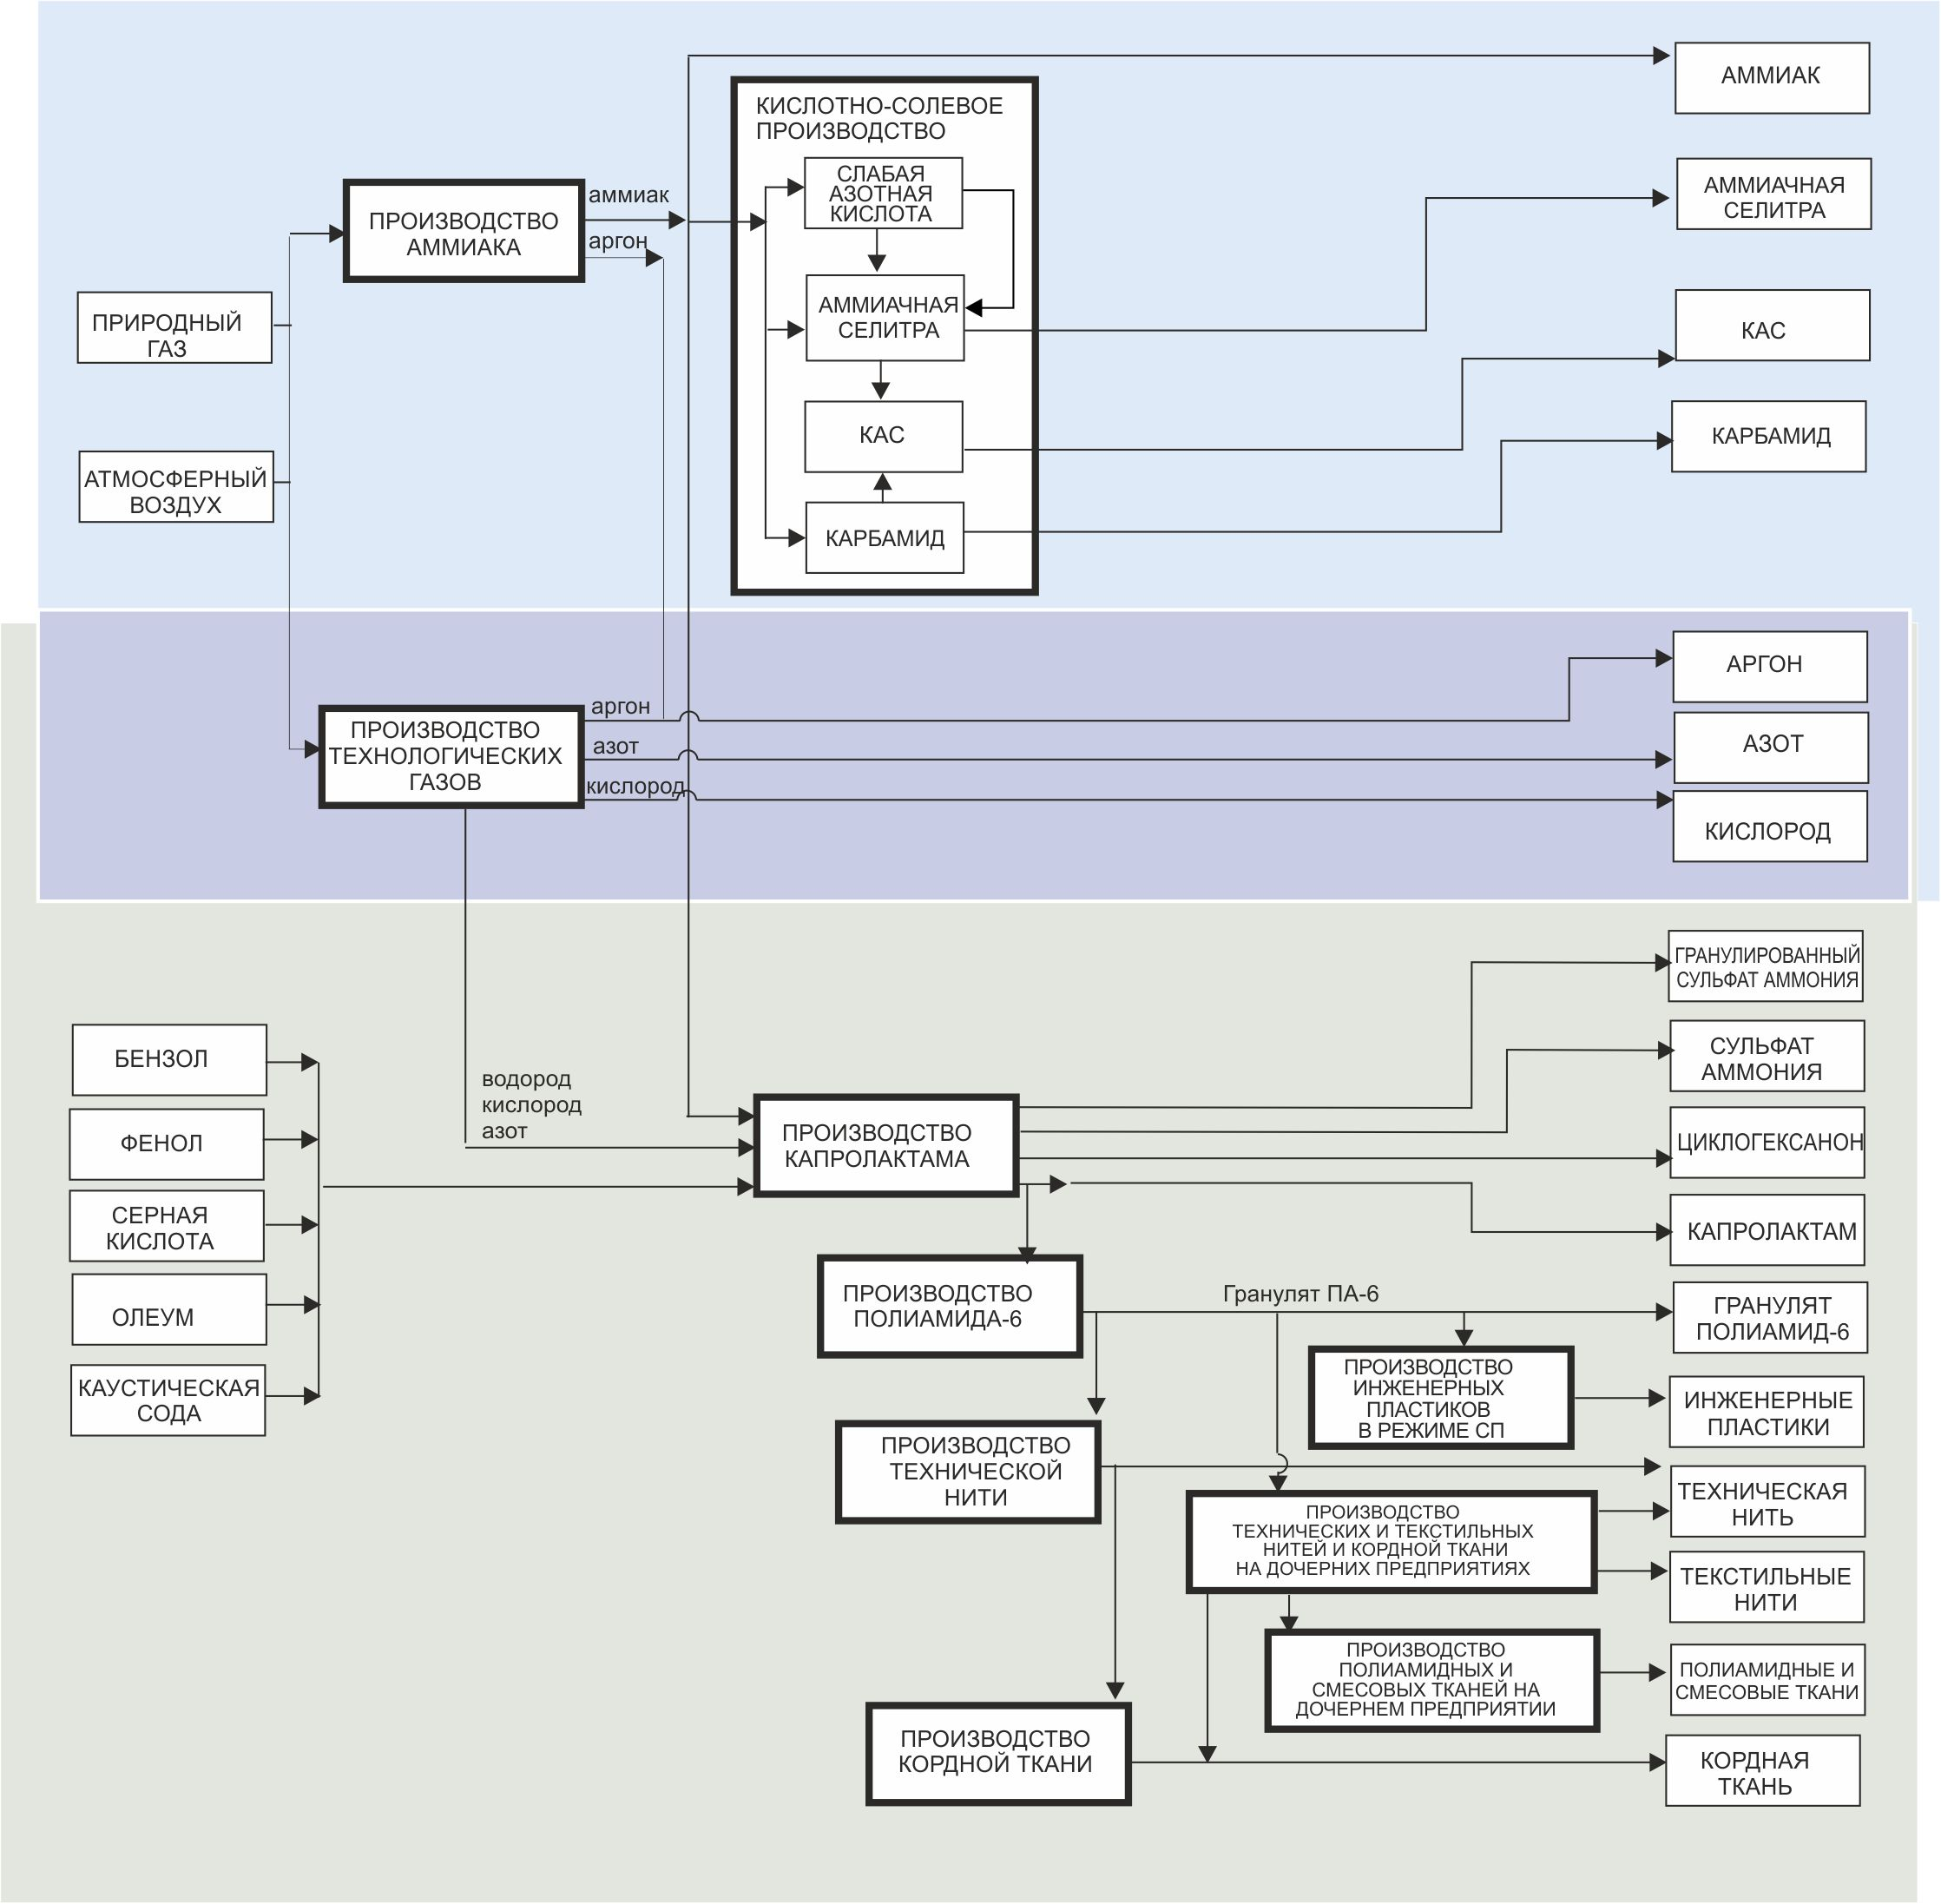 АММИАК
КИСЛОТНО-СОЛЕВОЕ
ПРОИЗВОДСТВО
СЛАБАЯ
АЗОТНАЯ
КИСЛОТА
АММИАЧНАЯ
СЕЛИТРА
аммиак
ПРОИЗВОДСТВО
АММИАКА
аргон
АММИАЧНАЯ
СЕЛИТРА
ПРИРОДНЫЙ
ГАЗ
КАС
КАС
КАРБАМИД
АТМОСФЕРНЫЙ
ВОЗДУХ
КАРБАМИД
АРГОН
аргон
ПРОИЗВОДСТВО
ТЕХНОЛОГИЧЕСКИХ
ГАЗОВ
азот
АЗОТ
кислород
КИСЛОРОД
ГРАНУЛИРОВАННЫЙ
СУЛЬФАТ АММОНИЯ
БЕНЗОЛ
СУЛЬФАТ
АММОНИЯ
водород
кислород
азот
ФЕНОЛ
ПРОИЗВОДСТВО
КАПРОЛАКТАМА
ЦИКЛОГЕКСАНОН
СЕРНАЯ
КИСЛОТА
КАПРОЛАКТАМ
ОЛЕУМ
ПРОИЗВОДСТВО
ПОЛИАМИДА-6
Гранулят ПА-6
ГРАНУЛЯТ
ПОЛИАМИД-6
КАУСТИЧЕСКАЯ
СОДА
ПРОИЗВОДСТВО
ИНЖЕНЕРНЫХ
ПЛАСТИКОВ
В РЕЖИМЕ СП
ИНЖЕНЕРНЫЕ
ПЛАСТИКИ
ПРОИЗВОДСТВО
ТЕХНИЧЕСКОЙ
НИТИ
ТЕХНИЧЕСКАЯ
НИТЬ
ПРОИЗВОДСТВО
ТЕХНИЧЕСКИХ И ТЕКСТИЛЬНЫХ
НИТЕЙ И КОРДНОЙ ТКАНИ
НА ДОЧЕРНИХ ПРЕДПРИЯТИЯХ
ТЕКСТИЛЬНЫЕ
НИТИ
ПРОИЗВОДСТВО
ПОЛИАМИДНЫХ И
СМЕСОВЫХ ТКАНЕЙ НА
ДОЧЕРНЕМ ПРЕДПРИЯТИИ
ПОЛИАМИДНЫЕ И
СМЕСОВЫЕ ТКАНИ
ПРОИЗВОДСТВО
КОРДНОЙ ТКАНИ
КОРДНАЯ
ТКАНЬ